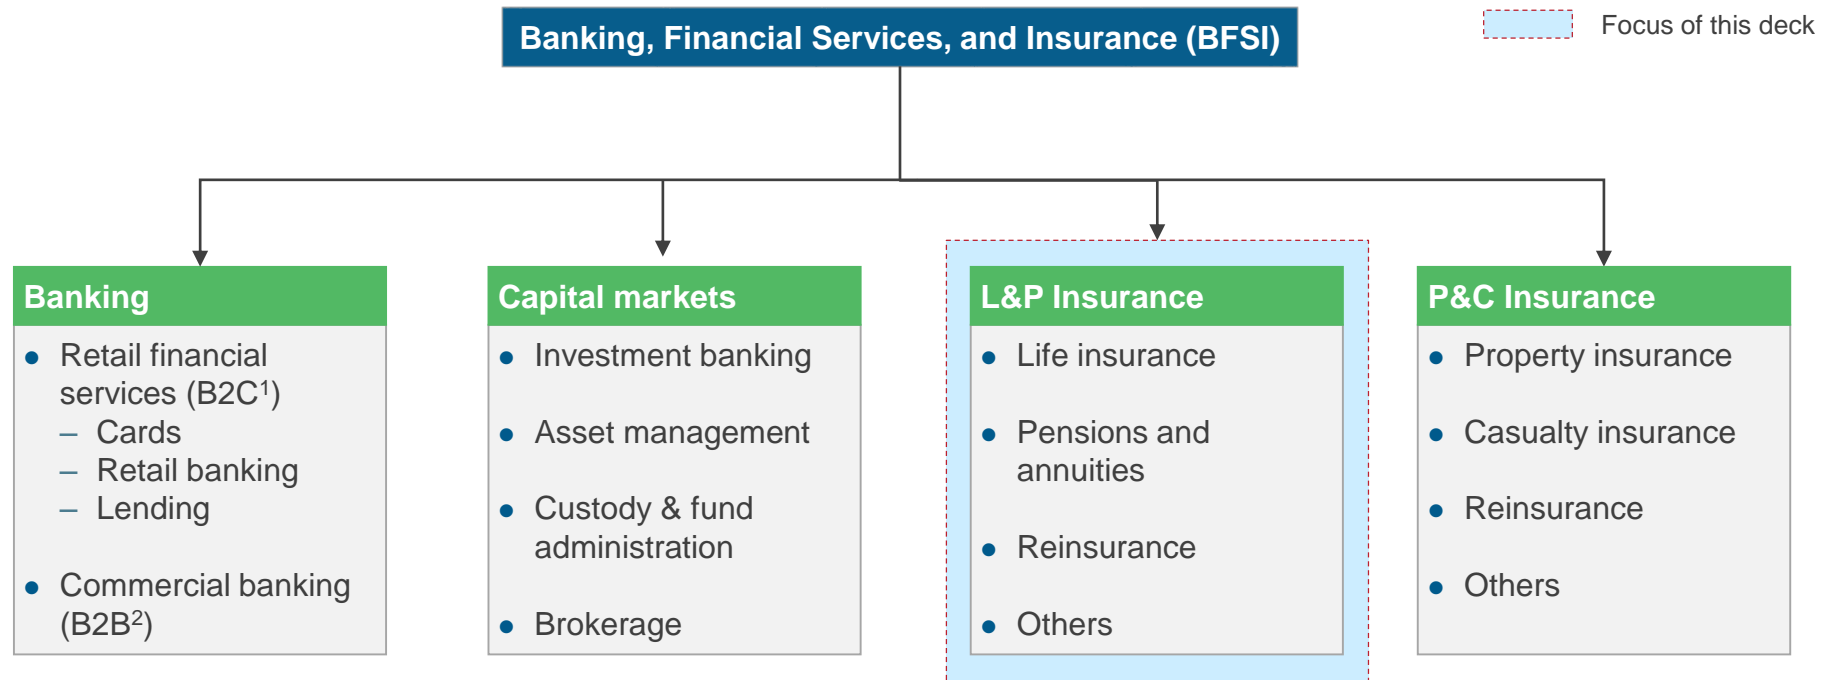 Banking, Financial Services, and Insurance (BFSI)
Focus of this deck
Banking
● Retail financial
services (B2C¹)
– Cards
– Retail banking
– Lending
● Commercial banking
(B2B²)
Capital markets
● Investment banking
● Asset management
● Custody & fund
administration
● Brokerage
L&P Insurance
● Life insurance
● Pensions and
annuities
● Reinsurance
● Others
P&C Insurance
● Property insurance
● Casualty insurance
● Reinsurance
● Others